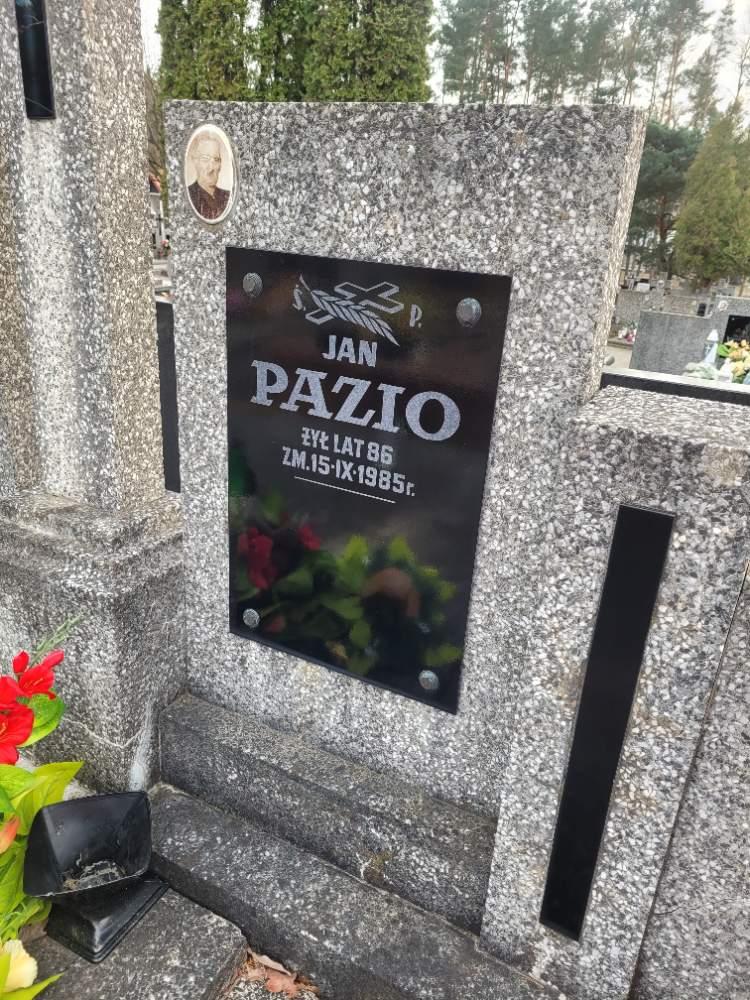 Ś. P.
JAN
PAZIO
ŻYŁ LAT 86
ZM. 15·IX·1985r.